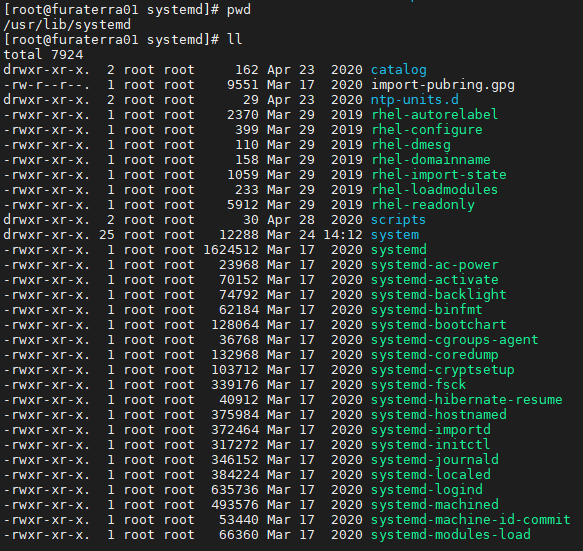 [root@furaterra01 systemd]# pwd
/usr/lib/systemd
[root@furaterra01 systemd]# ll
total 7924
drwxr-xr-x.  2 root root     162 Apr 23  2020 catalog
-rw-r--r--.  1 root root    9551 Mar 17  2020 import-pubring.gpg
drwxr-xr-x.  2 root root      29 Apr 23  2020 ntp-units.d
-rwxr-xr-x.  1 root root    2370 Mar 29  2019 rhel-autorelabel
-rwxr-xr-x.  1 root root     399 Mar 29  2019 rhel-configure
-rwxr-xr-x.  1 root root     110 Mar 29  2019 rhel-dmesg
-rwxr-xr-x.  1 root root     158 Mar 29  2019 rhel-domainname
-rwxr-xr-x.  1 root root    1059 Mar 29  2019 rhel-import-state
-rwxr-xr-x.  1 root root     233 Mar 29  2019 rhel-loadmodules
-rwxr-xr-x.  1 root root    5912 Mar 29  2019 rhel-readonly
drwxr-xr-x.  2 root root      30 Apr 28  2020 scripts
drwxr-xr-x. 25 root root   12288 Mar 24 14:12 system
-rwxr-xr-x.  1 root root 1624512 Mar 17  2020 systemd
-rwxr-xr-x.  1 root root   23968 Mar 17  2020 systemd-ac-power
-rwxr-xr-x.  1 root root   70152 Mar 17  2020 systemd-activate
-rwxr-xr-x.  1 root root   74792 Mar 17  2020 systemd-backlight
-rwxr-xr-x.  1 root root   62184 Mar 17  2020 systemd-binfmt
-rwxr-xr-x.  1 root root  128064 Mar 17  2020 systemd-bootchart
-rwxr-xr-x.  1 root root   36768 Mar 17  2020 systemd-cgroups-agent
-rwxr-xr-x.  1 root root  132968 Mar 17  2020 systemd-coredump
-rwxr-xr-x.  1 root root  103712 Mar 17  2020 systemd-cryptsetup
-rwxr-xr-x.  1 root root  339176 Mar 17  2020 systemd-fsck
-rwxr-xr-x.  1 root root   40912 Mar 17  2020 systemd-hibernate-resume
-rwxr-xr-x.  1 root root  375984 Mar 17  2020 systemd-hostnamed
-rwxr-xr-x.  1 root root  372464 Mar 17  2020 systemd-importd
-rwxr-xr-x.  1 root root  317272 Mar 17  2020 systemd-initctl
-rwxr-xr-x.  1 root root  346152 Mar 17  2020 systemd-journald
-rwxr-xr-x.  1 root root  384224 Mar 17  2020 systemd-localed
-rwxr-xr-x.  1 root root  635736 Mar 17  2020 systemd-logind
-rwxr-xr-x.  1 root root  493576 Mar 17  2020 systemd-machined
-rwxr-xr-x.  1 root root   53440 Mar 17  2020 systemd-machine-id-commit
-rwxr-xr-x.  1 root root   66360 Mar 17  2020 systemd-modules-load